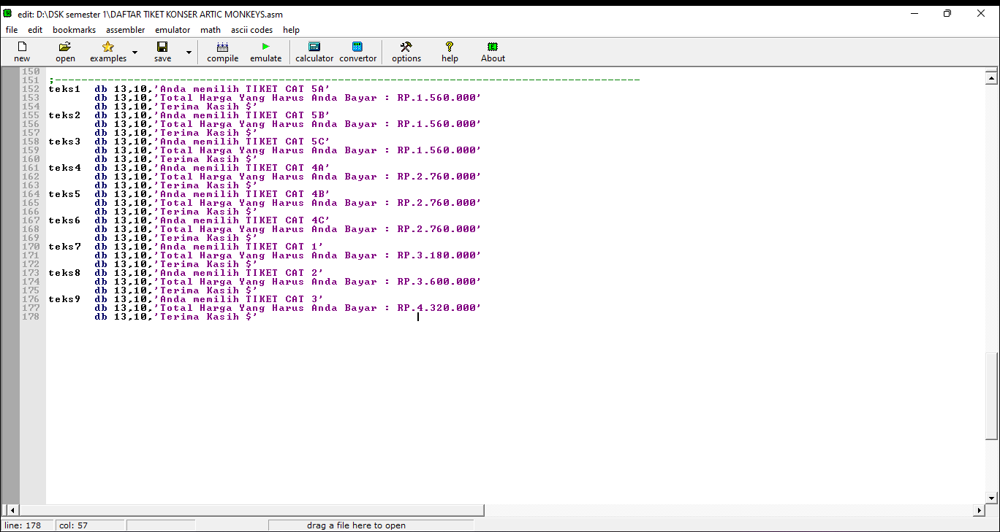 edit: D:\DSK semester 1\DAFTAR TIKET KONSER ARTIC MONKEYS.asm
file edit bookmarks assembler emulator math ascii codes help
new open examples save compile emulate calculator convertor options help About
150
151 ;-----------------------------------------------------------------------------------------
152 teks1 db 13,10,'Anda memilih TIKET CAT 5A'
153 db 13,10,'Total Harga Yang Harus Anda Bayar : RP.1.560.000'
154 db 13,10,'Terima Kasih $'
155 teks2 db 13,10,'Anda memilih TIKET CAT 5B'
156 db 13,10,'Total Harga Yang Harus Anda Bayar : RP.1.560.000'
157 db 13,10,'Terima Kasih $'
158 teks3 db 13,10,'Anda memilih TIKET CAT 5C'
159 db 13,10,'Total Harga Yang Harus Anda Bayar : RP.1.560.000'
160 db 13,10,'Terima Kasih $'
161 teks4 db 13,10,'Anda memilih TIKET CAT 4A'
162 db 13,10,'Total Harga Yang Harus Anda Bayar : RP.2.760.000'
163 db 13,10,'Terima Kasih $'
164 teks5 db 13,10,'Anda memilih TIKET CAT 4B'
165 db 13,10,'Total Harga Yang Harus Anda Bayar : RP.2.760.000'
166 db 13,10,'Terima Kasih $'
167 teks6 db 13,10,'Anda memilih TIKET CAT 4C'
168 db 13,10,'Total Harga Yang Harus Anda Bayar : RP.2.760.000'
169 db 13,10,'Terima Kasih $'
170 teks7 db 13,10,'Anda memilih TIKET CAT 1'
171 db 13,10,'Total Harga Yang Harus Anda Bayar : RP.3.180.000'
172 db 13,10,'Terima Kasih $'
173 teks8 db 13,10,'Anda memilih TIKET CAT 2'
174 db 13,10,'Total Harga Yang Harus Anda Bayar : RP.3.600.000'
175 db 13,10,'Terima Kasih $'
176 teks9 db 13,10,'Anda memilih TIKET CAT 3'
177 db 13,10,'Total Harga Yang Harus Anda Bayar : RP.4.320.000'
178 db 13,10,'Terima Kasih $'
line: 178 col: 57 drag a file here to open